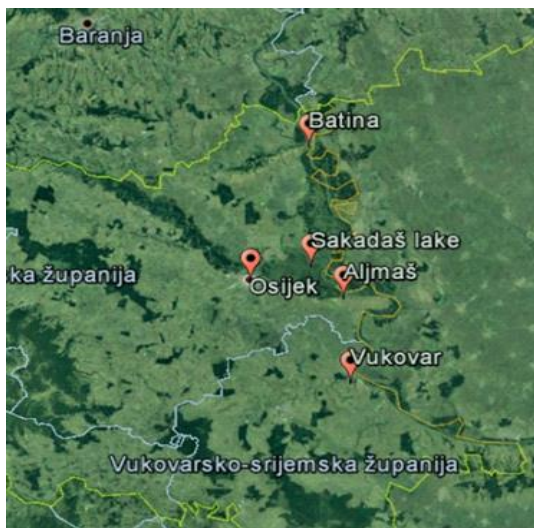 Baranja
Batina
Sakadaš lake
Aljmaš
Osijek
ka županija
Vukovar
Vukovarsko-srijemska županija